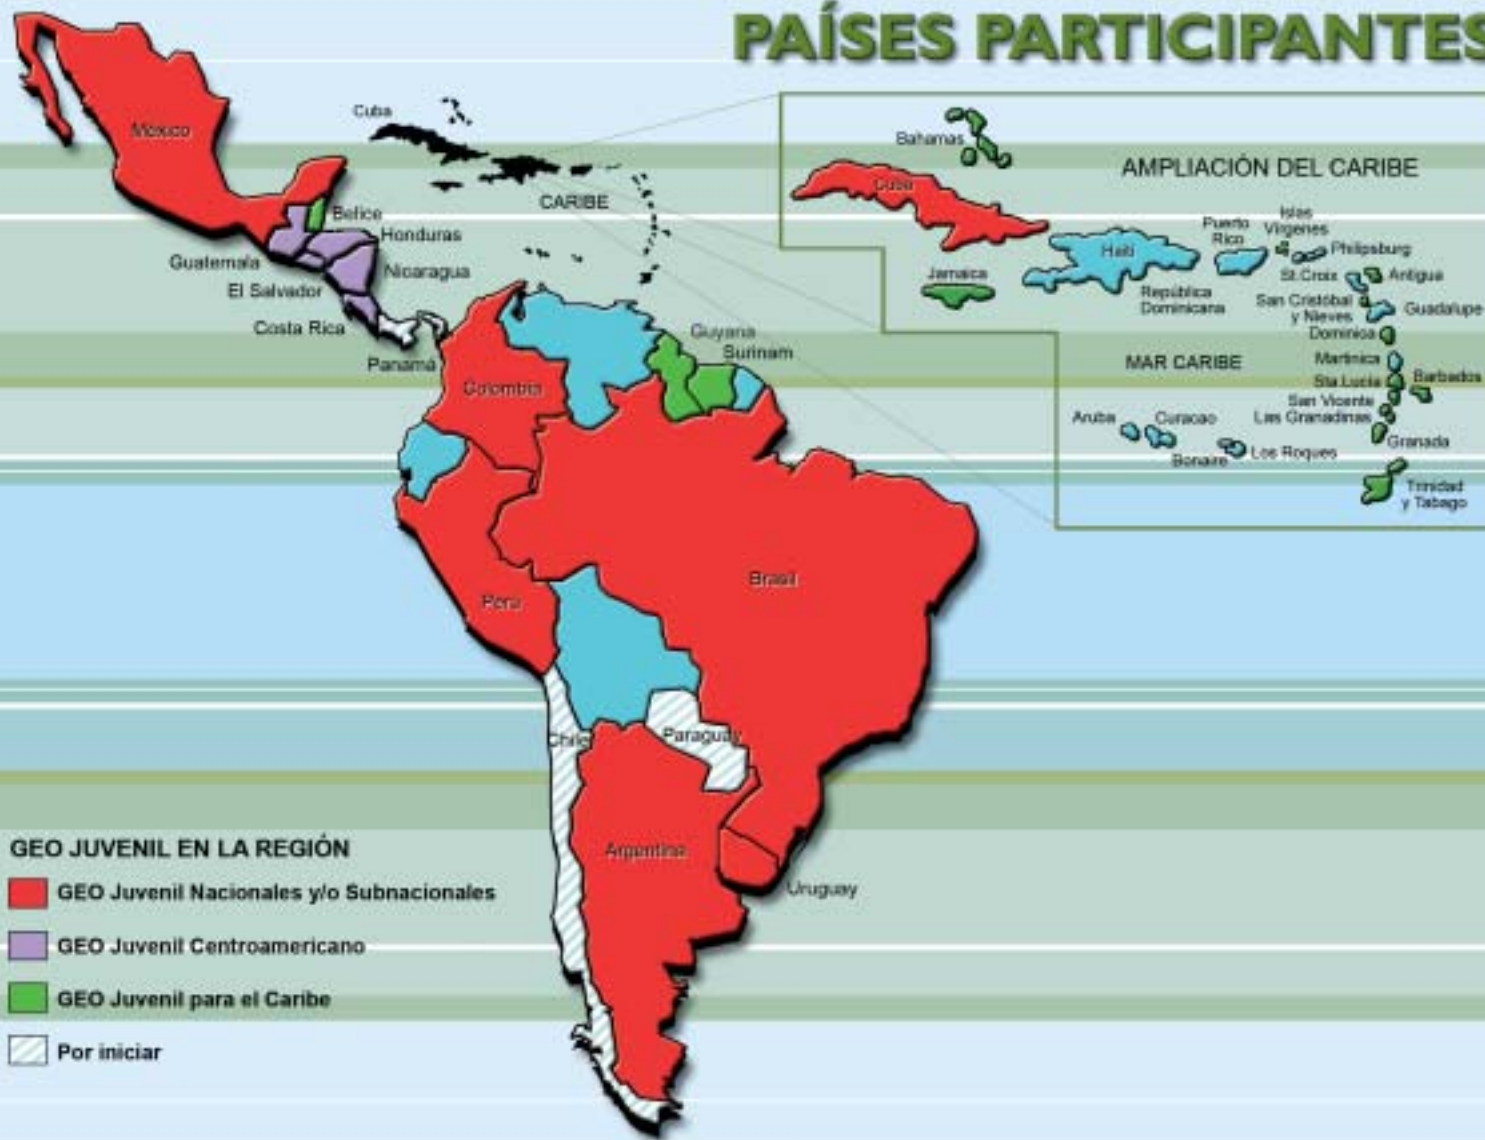 PAÍSES PARTICIPANTES
México
Cuba
CARIBE
Belice
Honduras
Guatemala
Nicaragua
El Salvador
Costa Rica
Panamá
Colombia
Guyana
Surinam
Perú
Brasil
Chile
Paraguay
Argentina
Uruguay
AMPLIACIÓN DEL CARIBE
Bahamas
Cuba
Jamaica
Haití
República
Dominicana
Puerto
Rico
Islas
Vírgenes
Philipsburg
St.Croix
Antigua
San Cristóbal
y Nieves
Guadalupe
Dominica
MAR CARIBE
Martinica
Sta.Lucia
Barbados
San Vicente
Las Granadinas
Granada
Aruba
Curacao
Bonaire
Los Roques
Trinidad
y Tabago
GEO JUVENIL EN LA REGIÓN
GEO Juvenil Nacionales y/o Subnacionales
GEO Juvenil Centroamericano
GEO Juvenil para el Caribe
Por iniciar